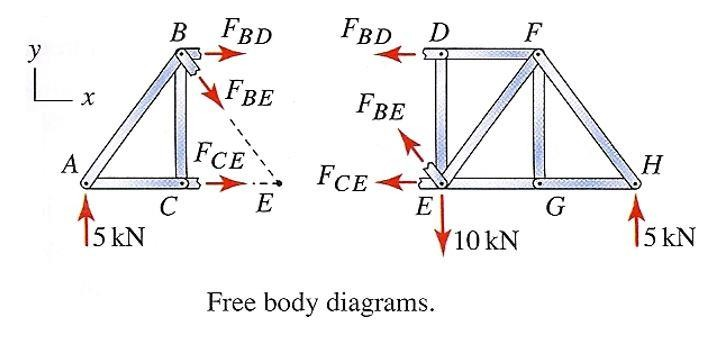 B F_BD F_BD D F
y
x
F_BE F_BE
A F_CE F_CE H
C E E G
5 kN 10 kN 5 kN
Free body diagrams.